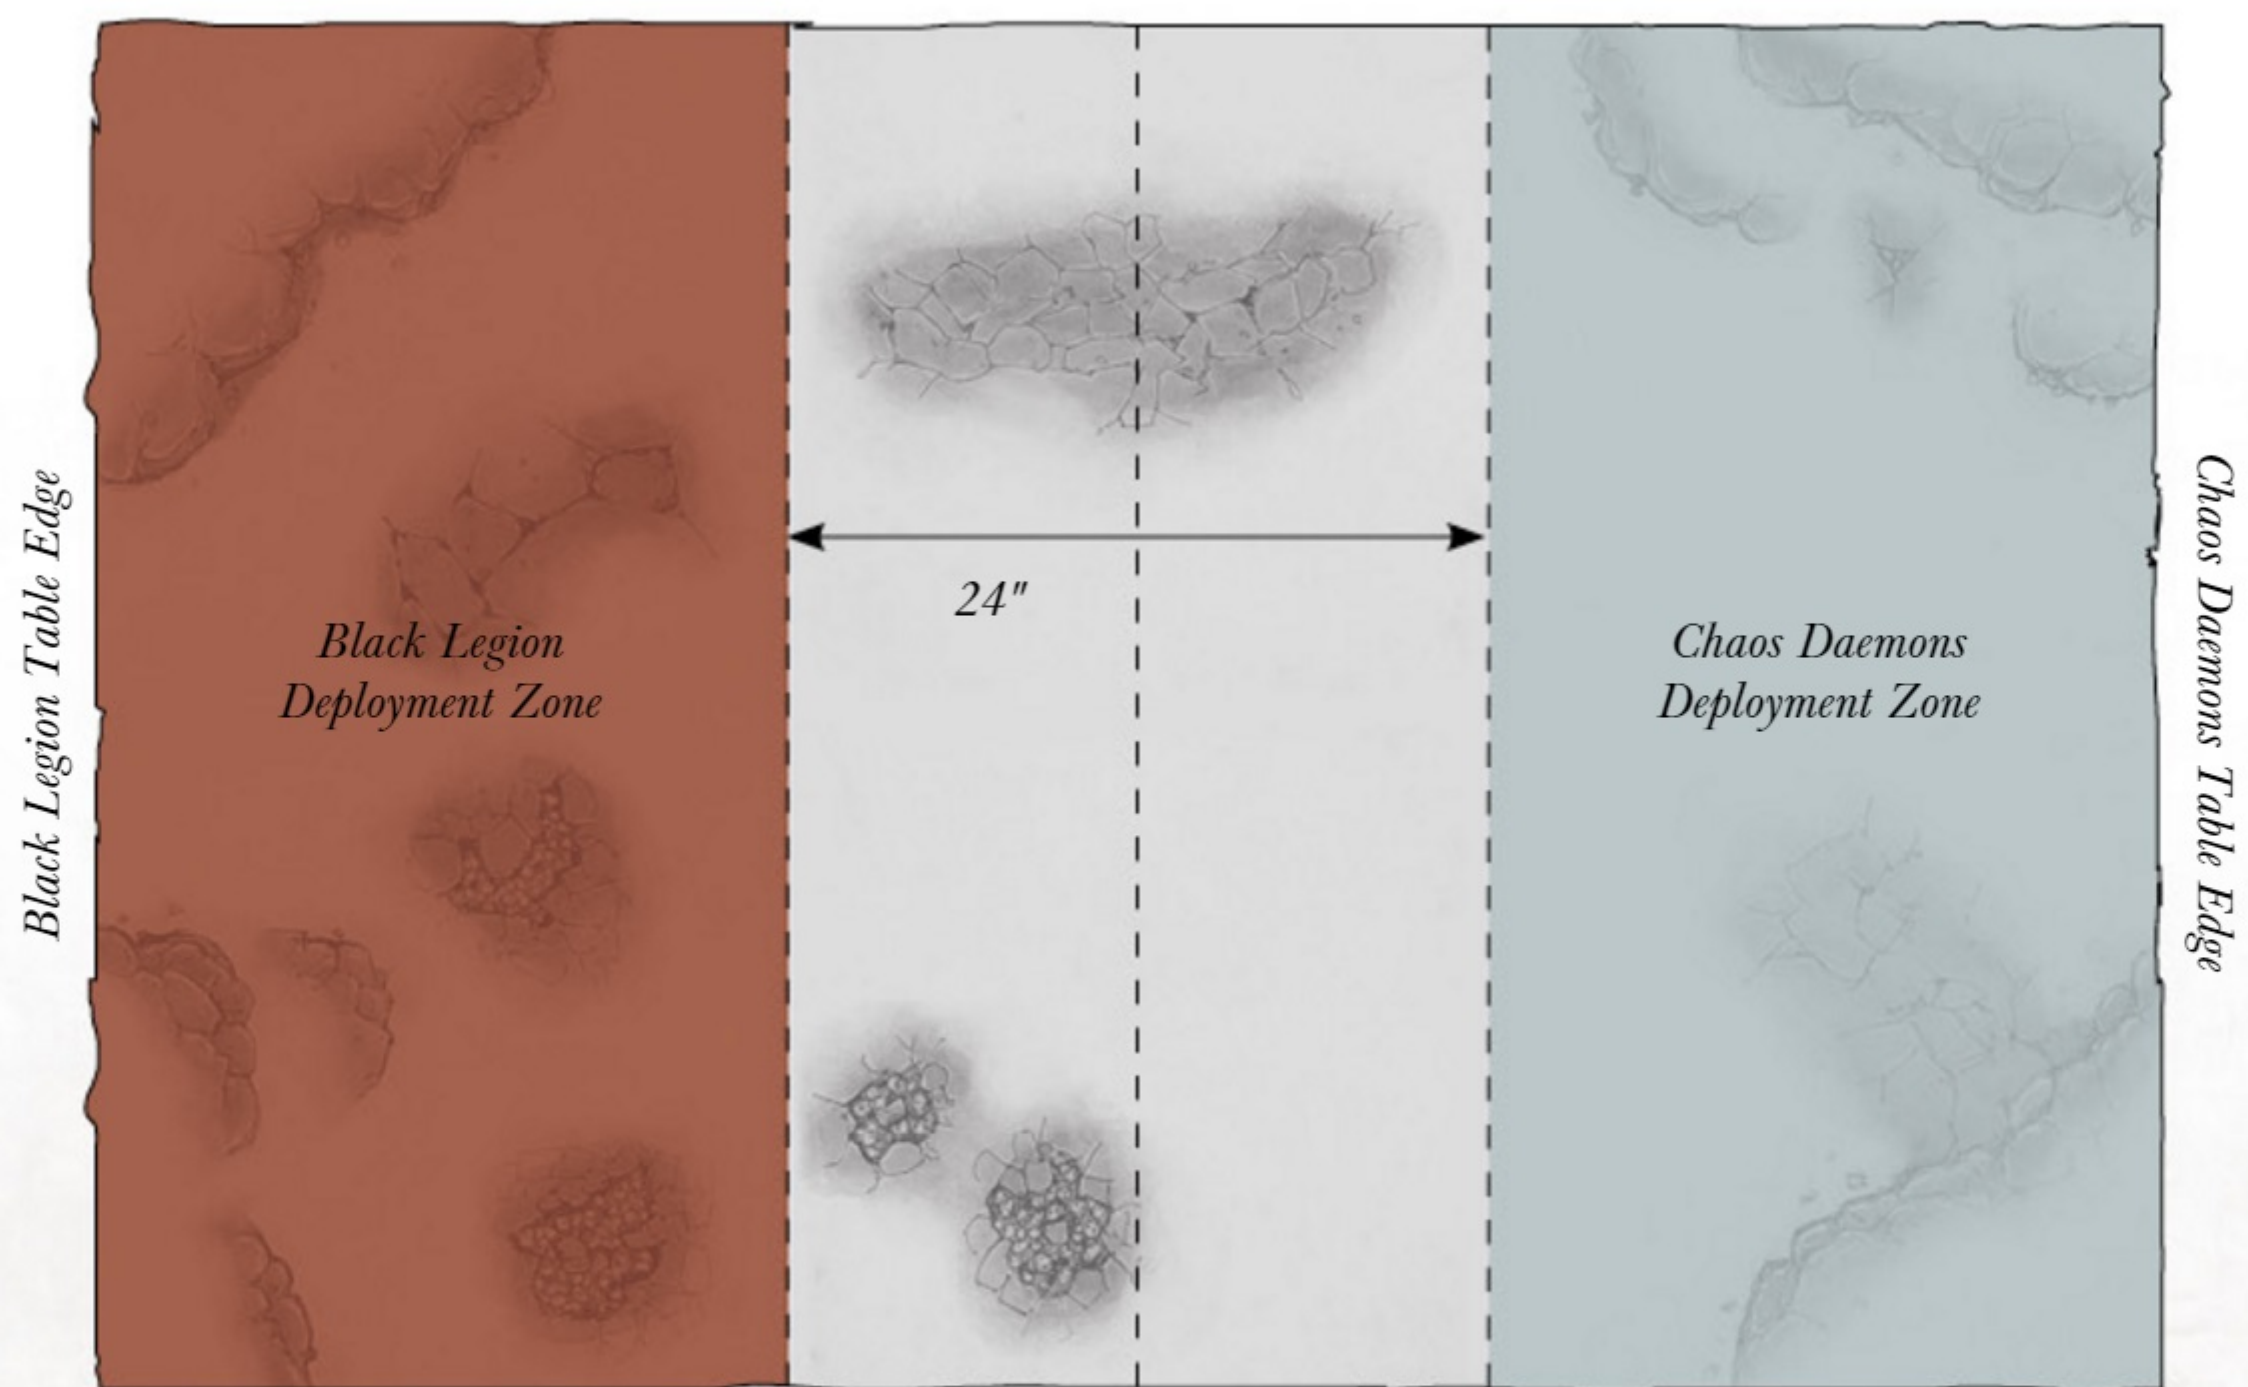 Black Legion Table Edge
24"
Black Legion
Deployment Zone
Chaos Daemons
Deployment Zone
Chaos Daemons Table Edge